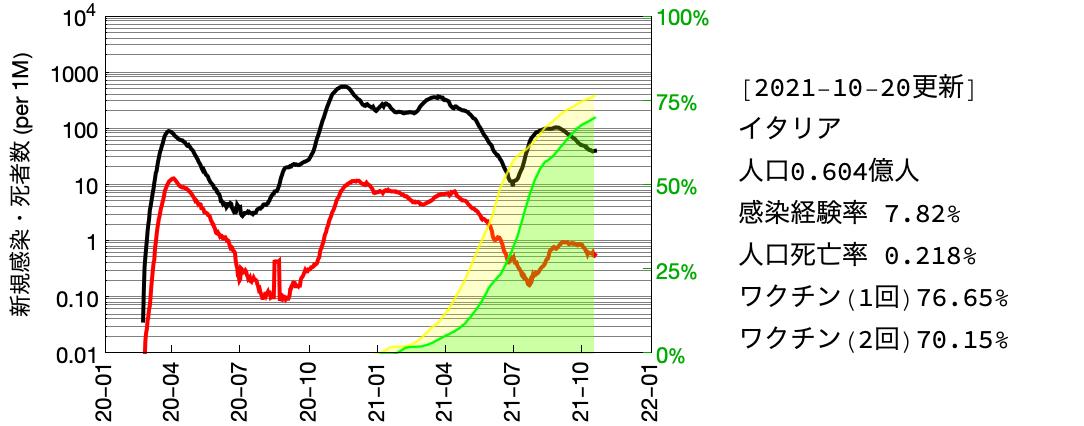 新規感染・死者数 (per 1M)
10^4
1000
100
10
1
0.10
0.01
100%
75%
50%
25%
0%
20-01
20-04
20-07
20-10
21-01
21-04
21-07
21-10
22-01
[2021-10-20更新]
イタリア
人口0.604億人
感染経験率 7.82%
人口死亡率 0.218%
ワクチン(1回)76.65%
ワクチン(2回)70.15%